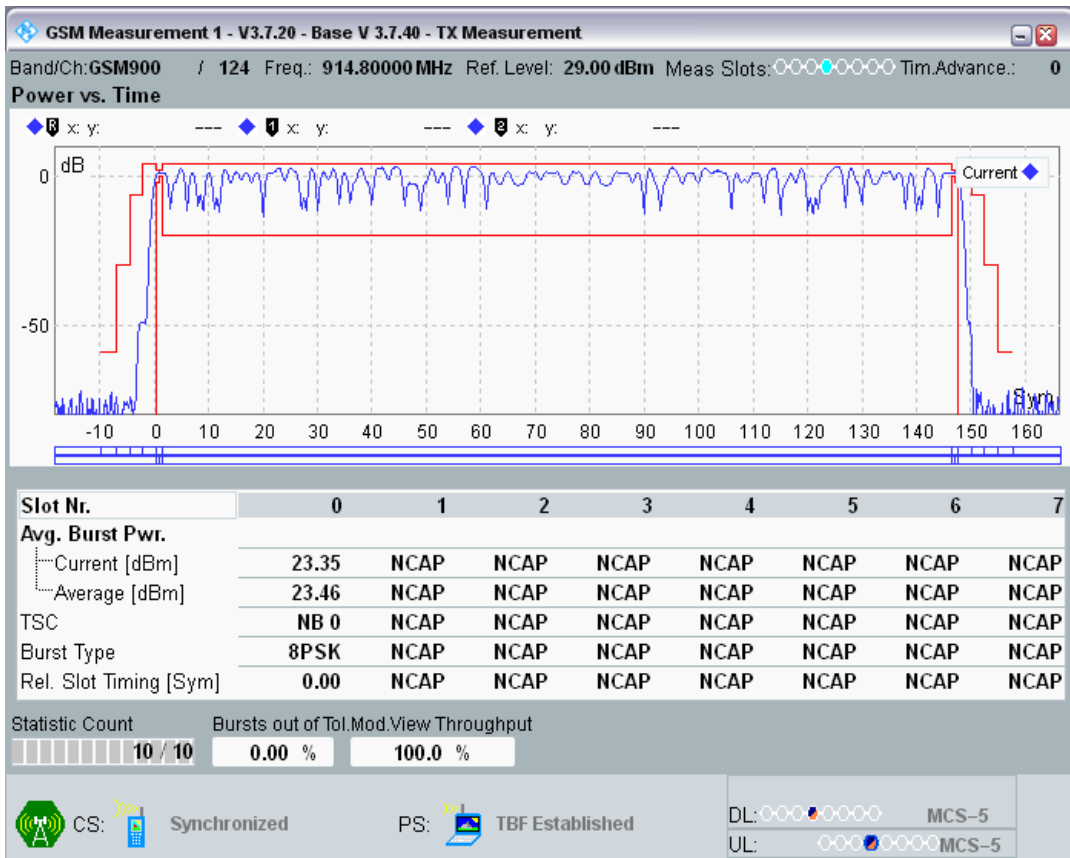 GSM Measurement 1 - V3.7.20 - Base V 3.7.40 - TX Measurement
Band/Ch:GSM900 / 124 Freq.: 914.80000 MHz Ref. Level: 29.00 dBm Meas Slots: Tim.Advance.: 0
Power vs. Time
R x: y: --- 1 x: y: --- 2 x: y: ---
dB
Current
0
-50
Sym
-10 0 10 20 30 40 50 60 70 80 90 100 110 120 130 140 150 160
Slot Nr. 0 1 2 3 4 5 6 7
Avg. Burst Pwr.
Current [dBm] 23.35 NCAP NCAP NCAP NCAP NCAP NCAP NCAP
Average [dBm] 23.46 NCAP NCAP NCAP NCAP NCAP NCAP NCAP
TSC NB 0 NCAP NCAP NCAP NCAP NCAP NCAP NCAP
Burst Type 8PSK NCAP NCAP NCAP NCAP NCAP NCAP NCAP
Rel. Slot Timing [Sym] 0.00 NCAP NCAP NCAP NCAP NCAP NCAP NCAP
Statistic Count Bursts out of Tol.Mod.View Throughput
10 / 10 0.00 % 100.0 %
CS: Synchronized PS: TBF Established
DL: MCS-5
UL: MCS-5